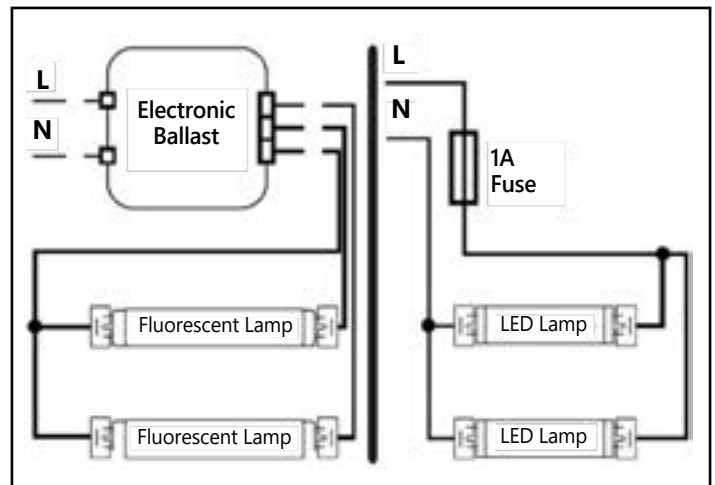 L
N
Electronic
Ballast
Fluorescent Lamp
Fluorescent Lamp
L
N
1A
Fuse
LED Lamp
LED Lamp